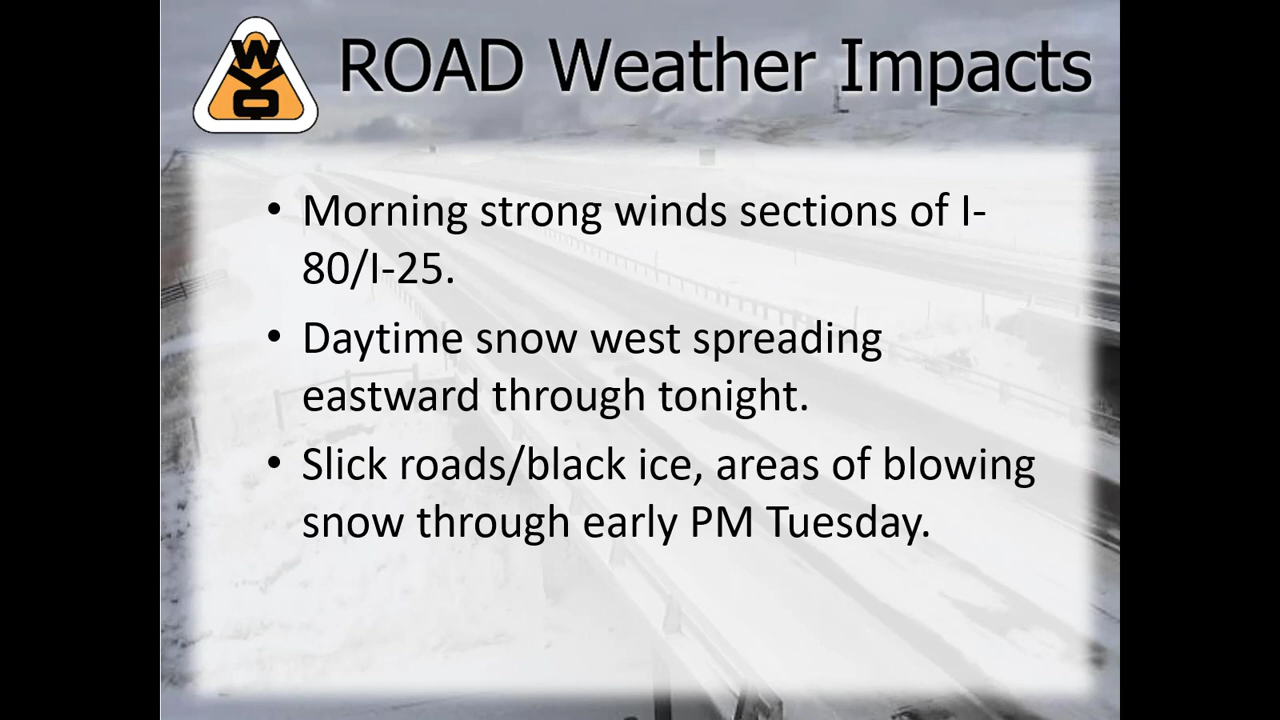 WYO
ROAD Weather Impacts
• Morning strong winds sections of I-
80/I-25.
• Daytime snow west spreading
eastward through tonight.
• Slick roads/black ice, areas of blowing
snow through early PM Tuesday.